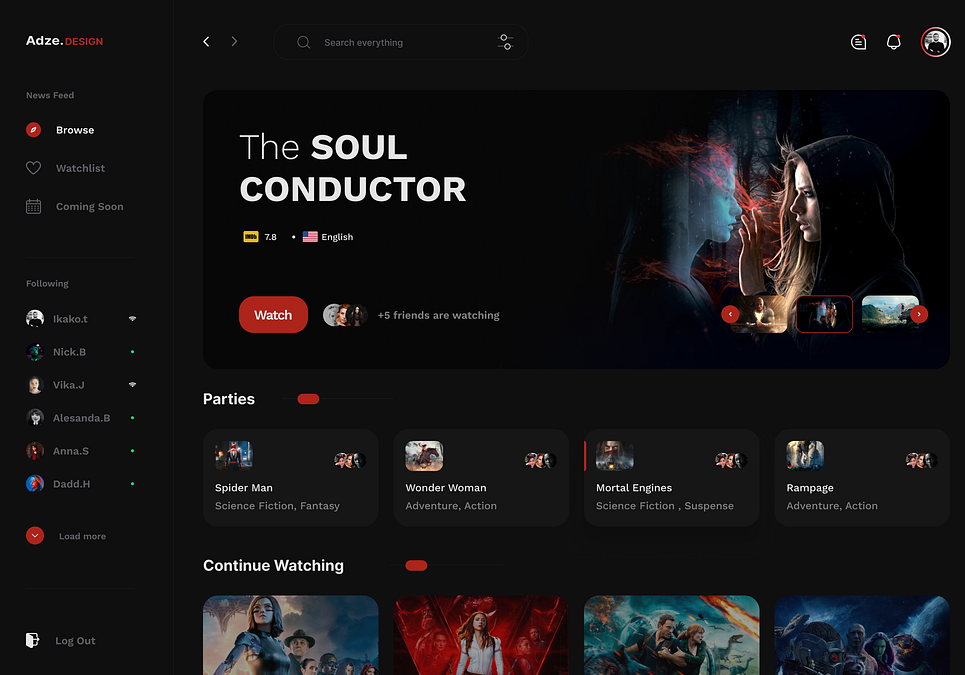 Adze.DESIGN
Search everything
News Feed
Browse
Watchlist
Coming Soon
Following
Ikako.t
Nick.B
Vika.J
Alesanda.B
Anna.S
Dadd.H
Load more
Log Out
The SOUL
CONDUCTOR
IMDb 7.8 • English
Watch
+5 friends are watching
Parties
Spider Man
Science Fiction, Fantasy
Wonder Woman
Adventure, Action
Mortal Engines
Science Fiction , Suspense
Rampage
Adventure, Action
Continue Watching